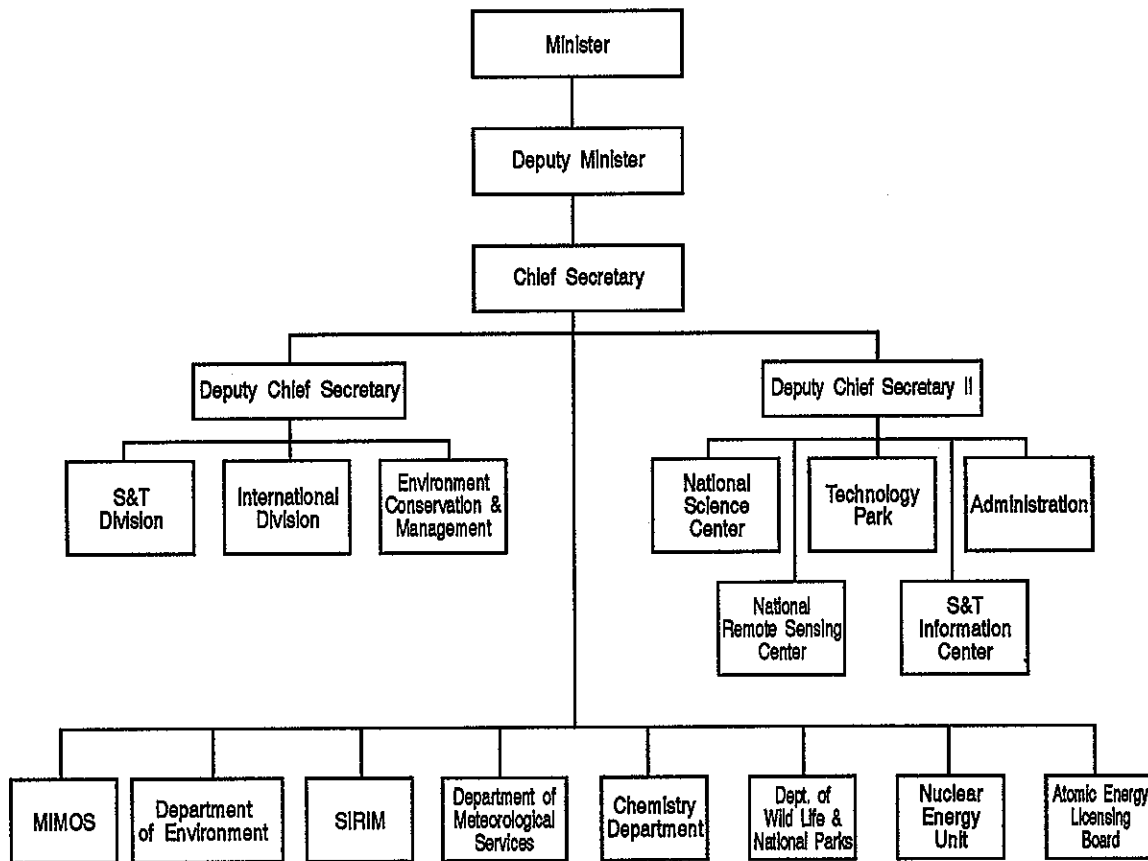 Minister
Deputy Minister
Chief Secretary
Deputy Chief Secretary
Deputy Chief Secretary II
S&T
Division
International
Division
Environment
Conservation &
Management
National
Science
Center
Technology
Park
Administration
National
Remote Sensing
Center
S&T
Information
Center
MIMOS
Department
of Environment
SIRIM
Department of
Meteorological
Services
Chemistry
Department
Dept. of
Wild Life &
National Parks
Nuclear
Energy
Unit
Atomic Energy
Licensing
Board